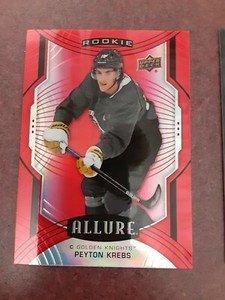 ROOKIE
UPPER DECK
ALLURE
C GOLDEN KNIGHTS
PEYTON KREBS